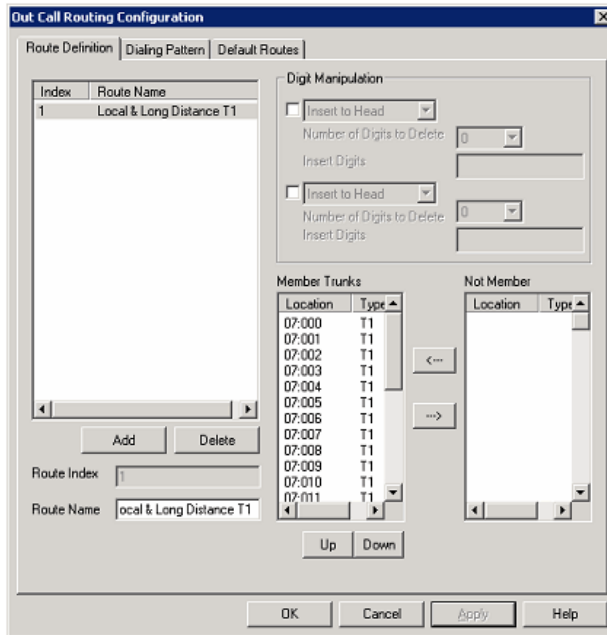 Out Call Routing Configuration
Route Definition Dialing Pattern Default Routes
Index Route Name
1 Local & Long Distance T1
Add Delete
Route Index 1
Route Name ocal & Long Distance T1
Digit Manipulation
Insert to Head
Number of Digits to Delete 0
Insert Digits
Insert to Head
Number of Digits to Delete 0
Insert Digits
Member Trunks
Location Type
07:000 T1
07:001 T1
07:002 T1
07:003 T1
07:004 T1
07:005 T1
07:006 T1
07:007 T1
07:008 T1
07:009 T1
07:010 T1
07:011 T1
<---
--->
Not Member
Location Type
Up Down
OK Cancel Apply Help